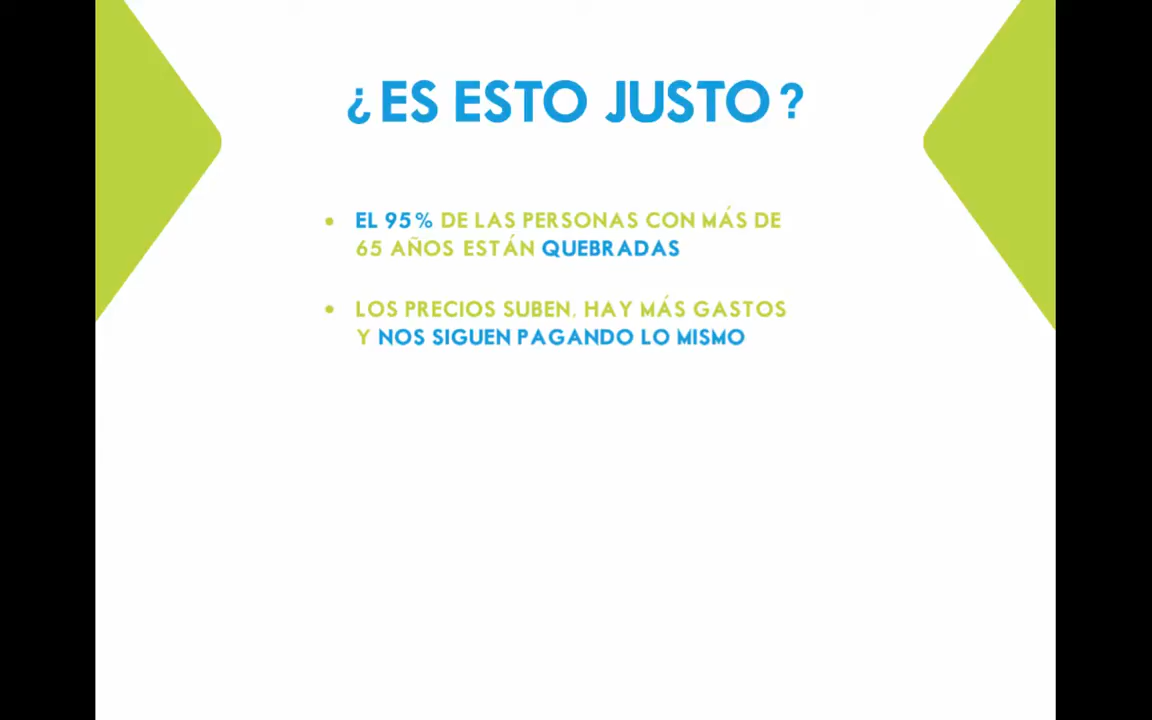 ¿ES ESTO JUSTO?
• EL 95% DE LAS PERSONAS CON MÁS DE
65 AÑOS ESTÁN QUEBRADAS
• LOS PRECIOS SUBEN, HAY MÁS GASTOS
Y NOS SIGUEN PAGANDO LO MISMO